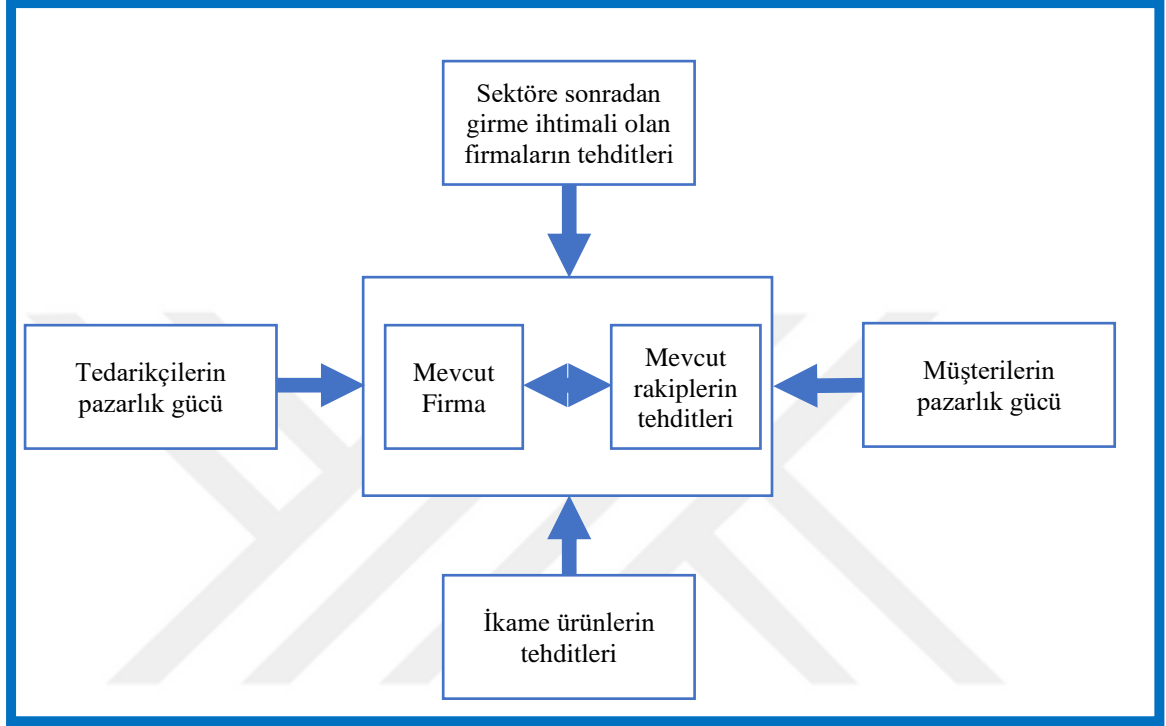 Sektöre sonradan
girme ihtimali olan
firmaların tehditleri
Tedarikçilerin
pazarlık gücü
Mevcut
Firma
Mevcut
rakiplerin
tehditleri
Müşterilerin
pazarlık gücü
İkame ürünlerin
tehditleri